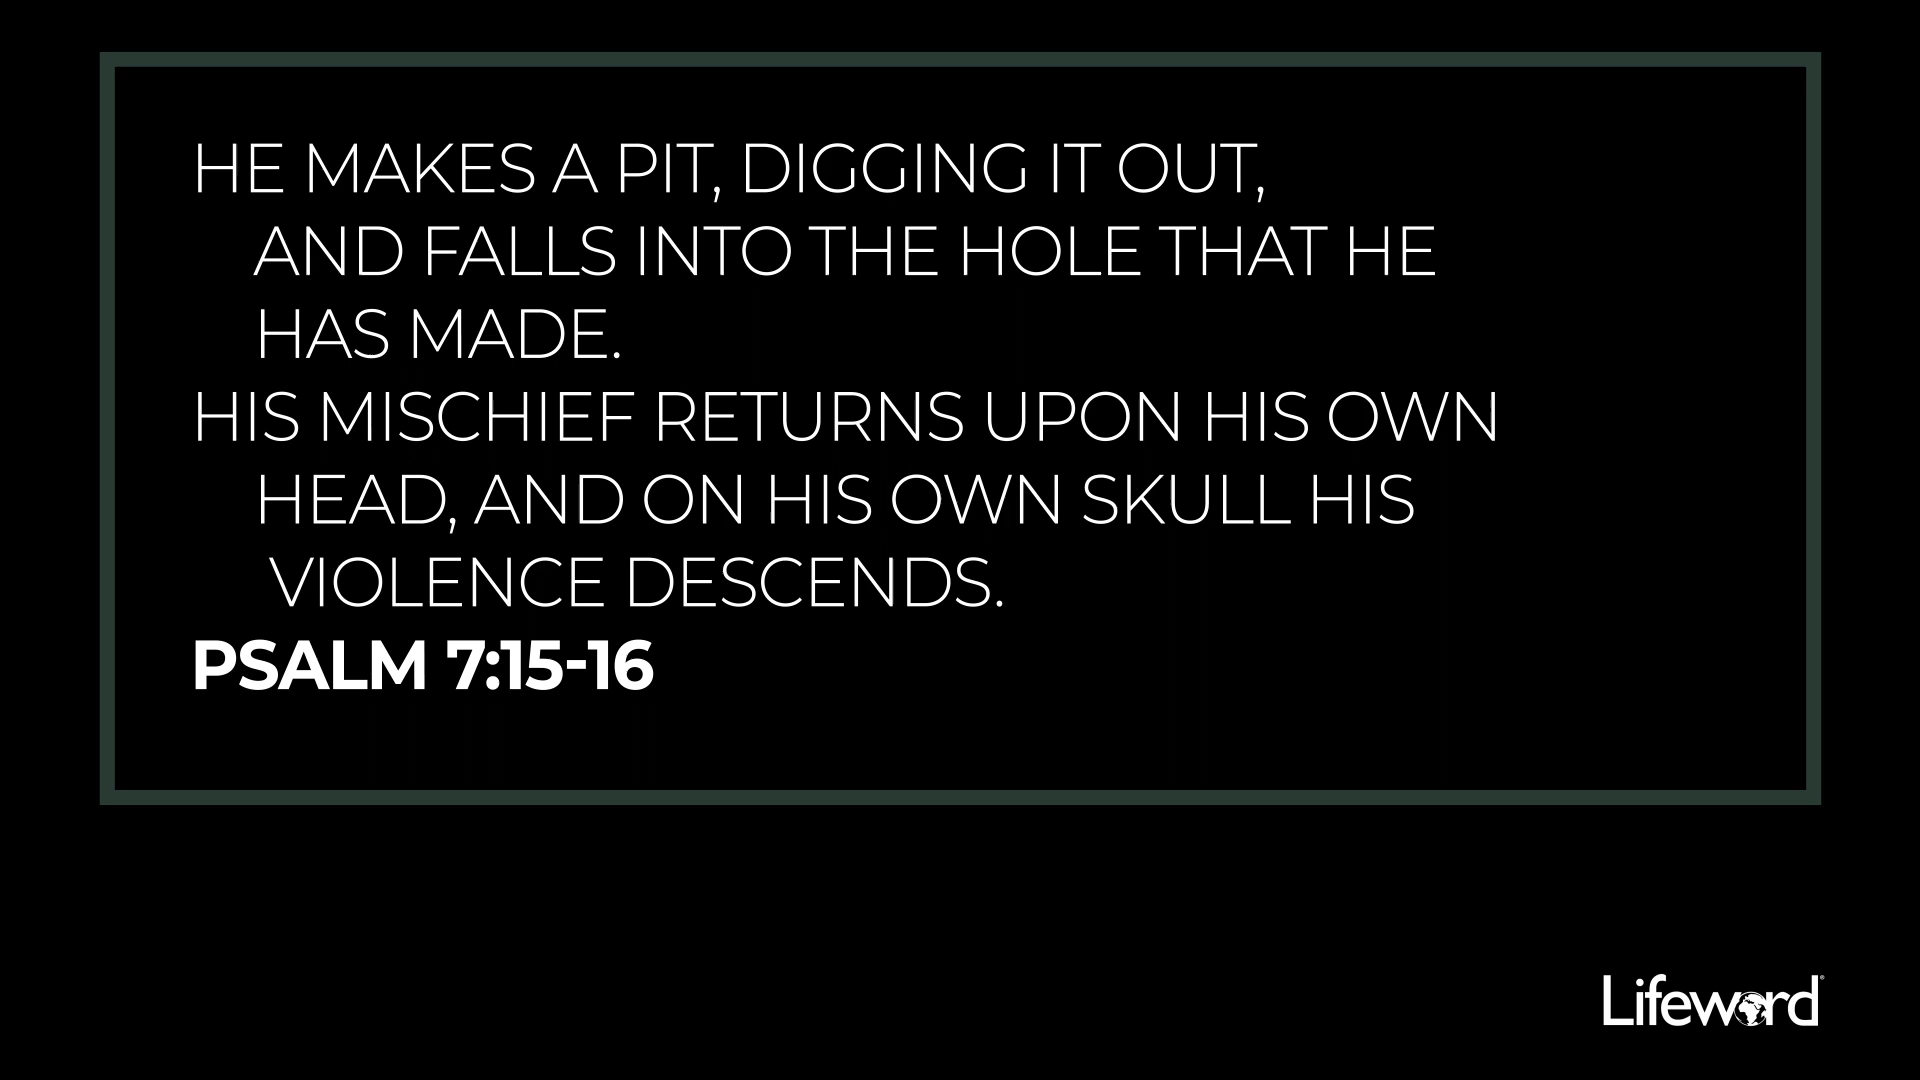 HE MAKES A PIT, DIGGING IT OUT,
AND FALLS INTO THE HOLE THAT HE
HAS MADE.
HIS MISCHIEF RETURNS UPON HIS OWN
HEAD, AND ON HIS OWN SKULL HIS
VIOLENCE DESCENDS.
PSALM 7:15-16
Lifeword®